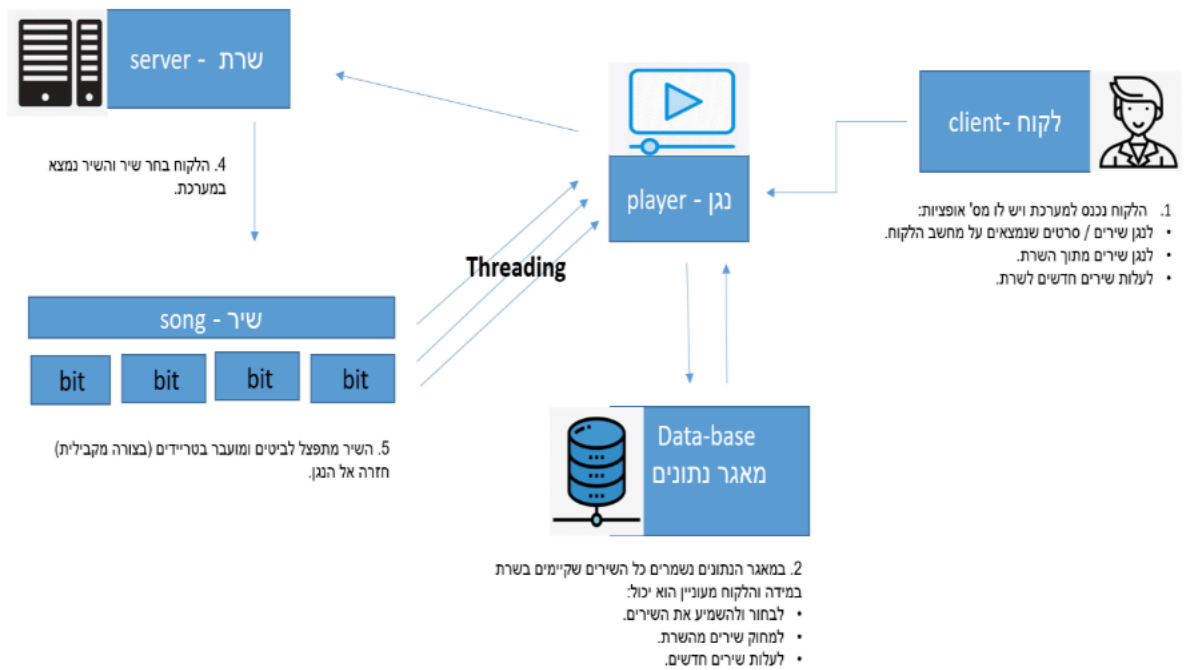 שרת - server
לקוח -client
נגן - player
1. הלקוח נכנס למערכת ויש לו מס' אופציות:
• לנגן שירים / סרטים שנמצאים על מחשב הלקוח.
• לנגן שירים מתוך השרת.
• לעלות שירים חדשים לשרת.
4. הלקוח בחר שיר והשיר נמצא
במערכת.
Threading
שיר - song
bit bit bit bit
5. השיר מתפצל לביטים ומועבר בטריידים (בצורה מקבילית)
חזרה אל הנגן.
Data-base
מאגר נתונים
2. במאגר הנתונים נשמרים כל השירים שקיימים בשרת
במידה והלקוח מעוניין הוא יכול:
• לבחור ולהשמיע את השירים.
• למחוק שירים מהשרת.
• לעלות שירים חדשים.